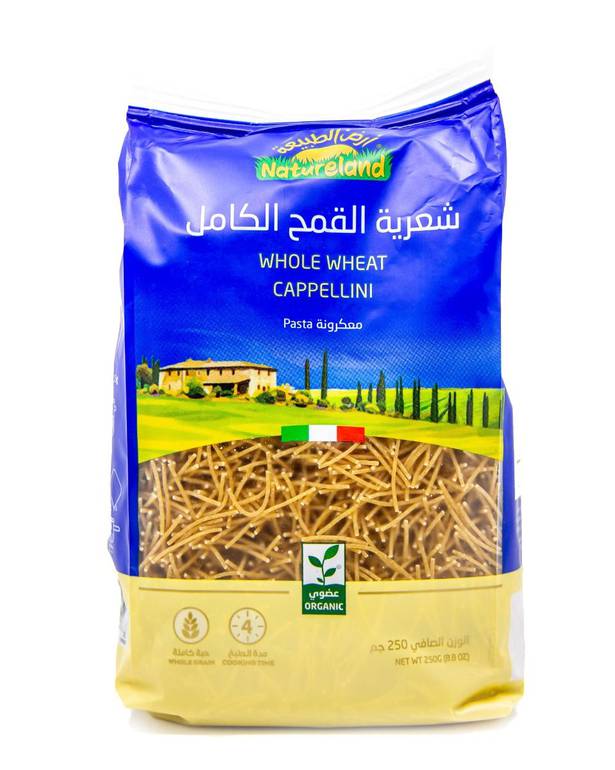 أرض الطبيعة
Natureland
شعرية القمح الكامل
WHOLE WHEAT
CAPPELLINI
معكرونة Pasta
®
عضوي
ORGANIC
4
حبة كاملة
WHOLE GRAIN
مدة الطبخ
COOKING TIME
الوزن الصافي 250 جم
NET WT 250G (8.8 OZ)